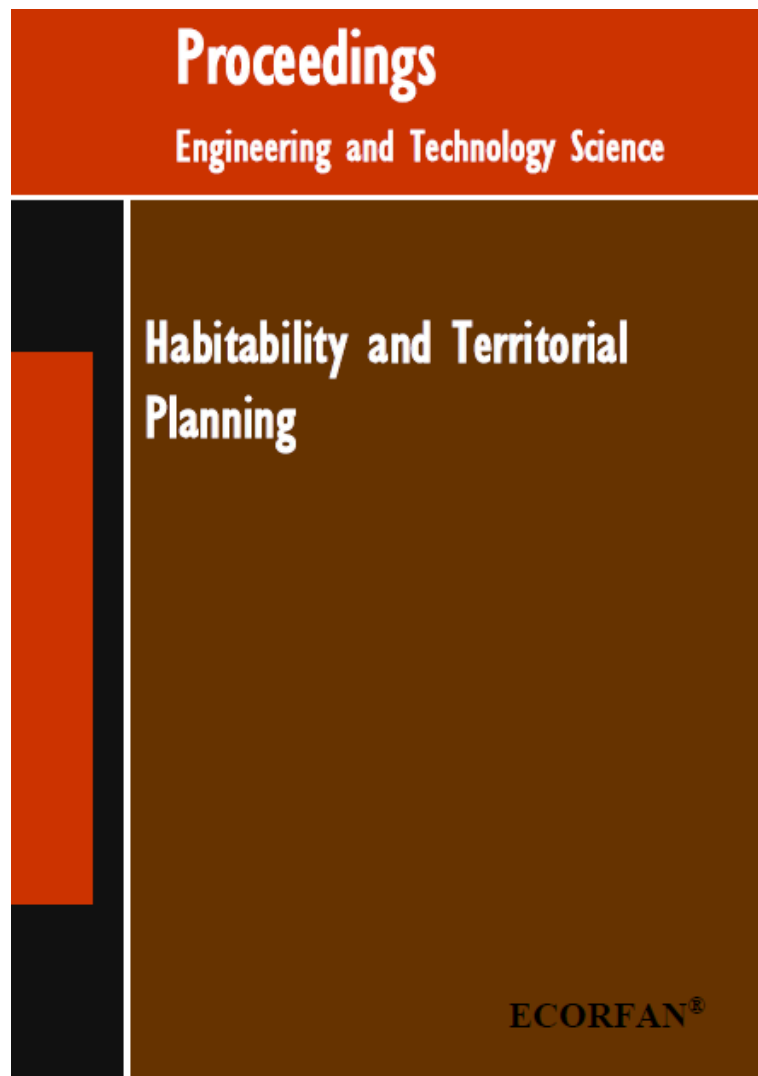 Proceedings
Engineering and Technology Science
Habitability and Territorial
Planning
ECORFAN®